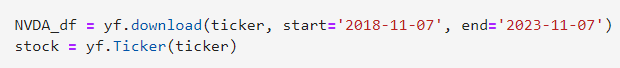 NVDA_df = yf.download(ticker, start='2018-11-07', end='2023-11-07')
stock = yf.Ticker(ticker)